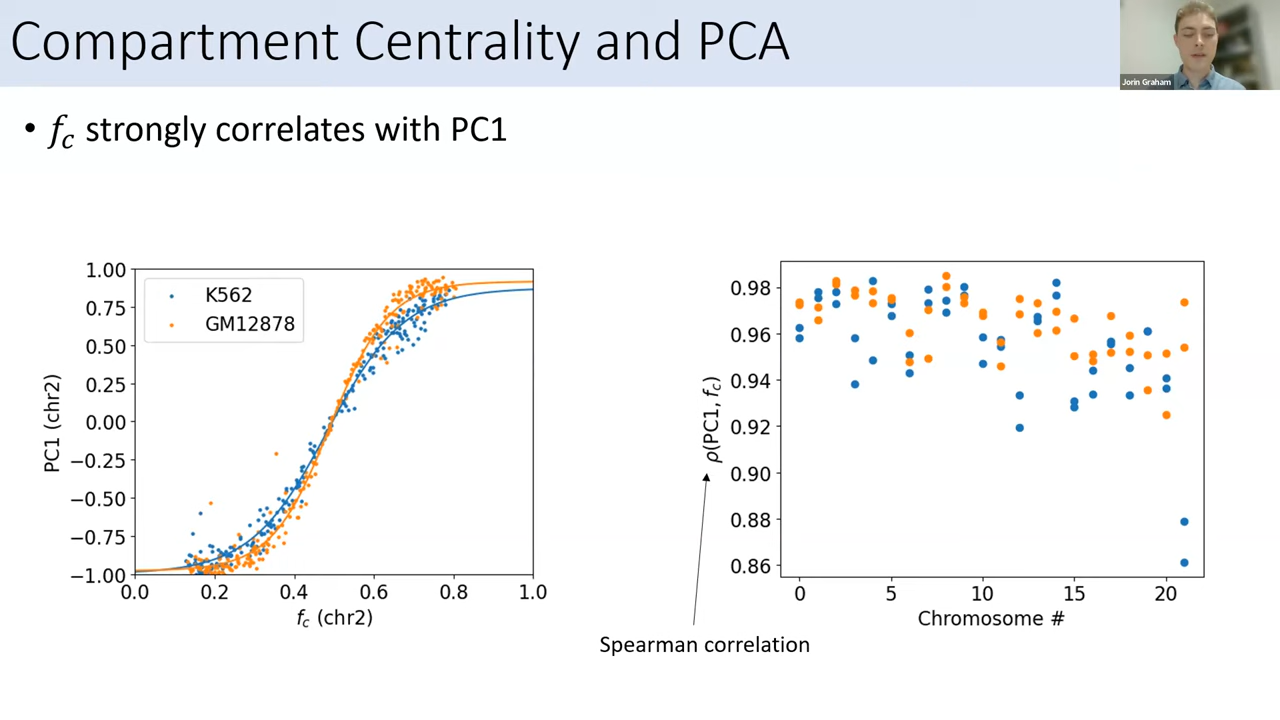 Compartment Centrality and PCA
Jorin Graham
• fc strongly correlates with PC1
1.00
0.75
0.50
0.25
0.00
−0.25
−0.50
−0.75
−1.00
PC1 (chr2)
K562
GM12878
0.0 0.2 0.4 0.6 0.8 1.0
fc (chr2)
0.98
0.96
0.94
0.92
0.90
0.88
0.86
ρ(PC1, fc)
0 5 10 15 20
Chromosome #
Spearman correlation